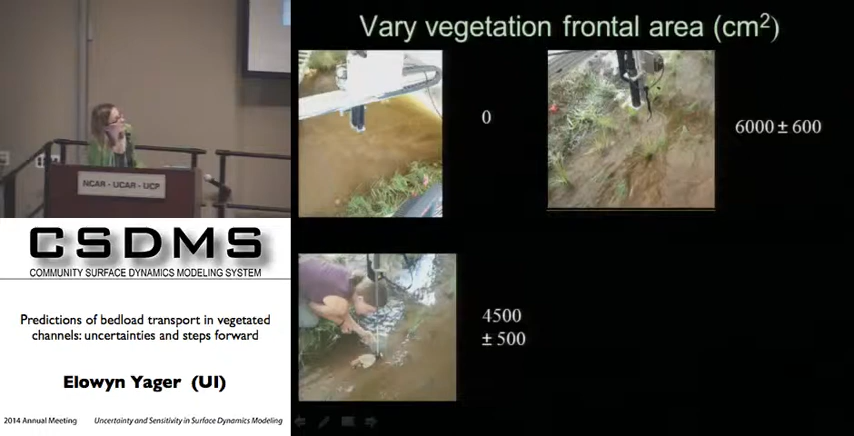 Vary vegetation frontal area (cm²)
0
6000 ± 600
4500
± 500
NCAR - UCAR - UCP
CSDMS
COMMUNITY SURFACE DYNAMICS MODELING SYSTEM
Predictions of bedload transport in vegetated
channels: uncertainties and steps forward
Elowyn Yager (UI)
2014 Annual Meeting Uncertainty and Sensitivity in Surface Dynamics Modeling